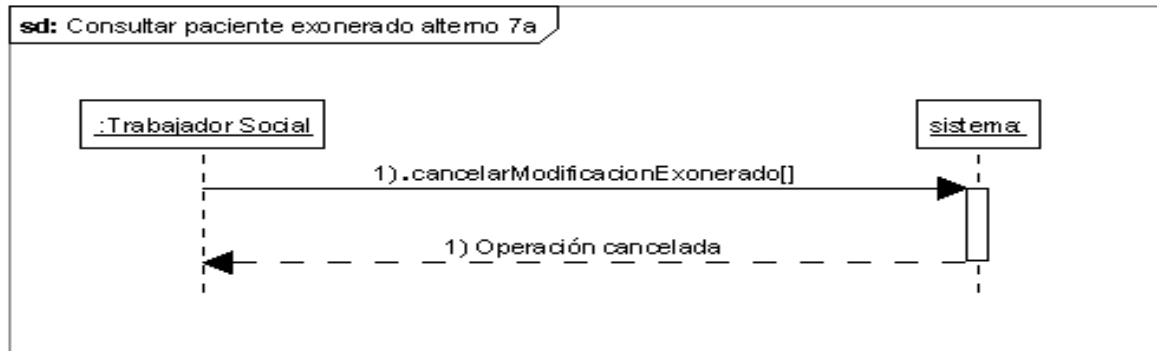 sd: Consultar paciente exonerado alterno 7a
:Trabajador Social
sistema:
1).cancelarModificacionExonerado[]
1) Operación cancelada